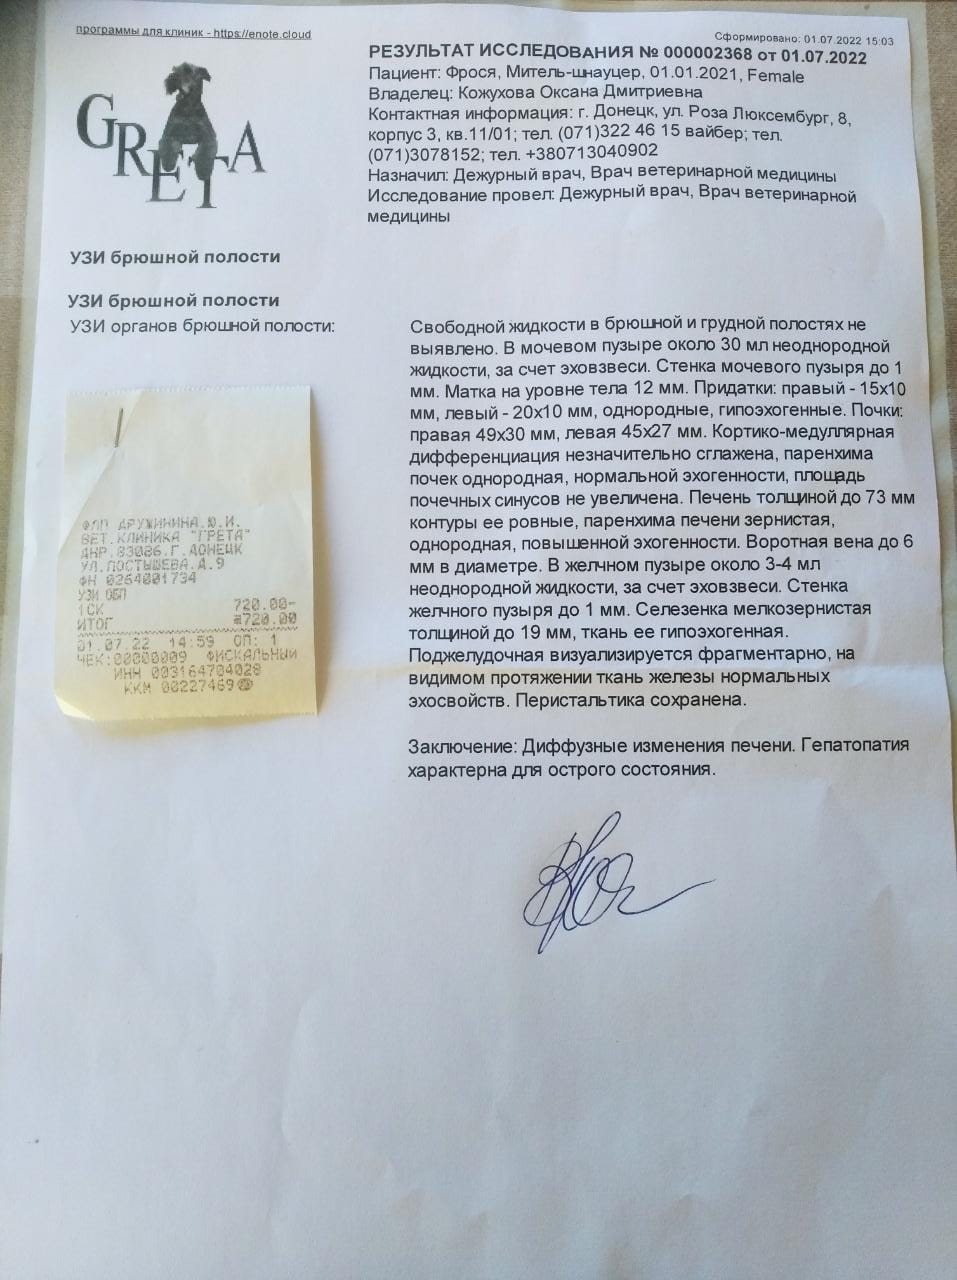 программы для клиник - https://enote.cloud
Сформировано: 01.07.2022 15:03
GRETA
РЕЗУЛЬТАТ ИССЛЕДОВАНИЯ № 000002368 от 01.07.2022
Пациент: Фрося, Митель-шнауцер, 01.01.2021, Female
Владелец: Кожухова Оксана Дмитриевна
Контактная информация: г. Донецк, ул. Роза Люксембург, 8,
корпус 3, кв.11/01; тел. (071)322 46 15 вайбер; тел.
(071)3078152; тел. +380713040902
Назначил: Дежурный врач, Врач ветеринарной медицины
Исследование провел: Дежурный врач, Врач ветеринарной
медицины
УЗИ брюшной полости
УЗИ брюшной полости
УЗИ органов брюшной полости:
Свободной жидкости в брюшной и грудной полостях не
выявлено. В мочевом пузыре около 30 мл неоднородной
жидкости, за счет эховзвеси. Стенка мочевого пузыря до 1
мм. Матка на уровне тела 12 мм. Придатки: правый - 15х10
мм, левый - 20х10 мм, однородные, гипоэхогенные. Почки:
правая 49х30 мм, левая 45х27 мм. Кортико-медуллярная
дифференциация незначительно сглажена, паренхима
почек однородная, нормальной эхогенности, площадь
почечных синусов не увеличена. Печень толщиной до 73 мм
контуры ее ровные, паренхима печени зернистая,
однородная, повышенной эхогенности. Воротная вена до 6
мм в диаметре. В желчном пузыре около 3-4 мл
неоднородной жидкости, за счет эховзвеси. Стенка
желчного пузыря до 1 мм. Селезенка мелкозернистая
толщиной до 19 мм, ткань ее гипоэхогенная.
Поджелудочная визуализируется фрагментарно, на
видимом протяжении ткань железы нормальных
эхосвойств. Перистальтика сохранена.
Заключение: Диффузные изменения печени. Гепатопатия
характерна для острого состояния.
ФЛП ДРУЖИНИНА.Ю.И.
ВЕТ.КЛИНИКА "ГРЕТА"
ДНР.83086.Г.ДОНЕЦК
УЛ.ПОСТЫШЕВА.Д.9
ФН 0264001734
УЗИ ОБП
1СК 720.00-
ИТОГ 720.00
01.07.22 14:59 ОП: 1
ЧЕК:00000009 ФИСКАЛЬНЫЙ
ИНН 003164704028
ККМ 00227469